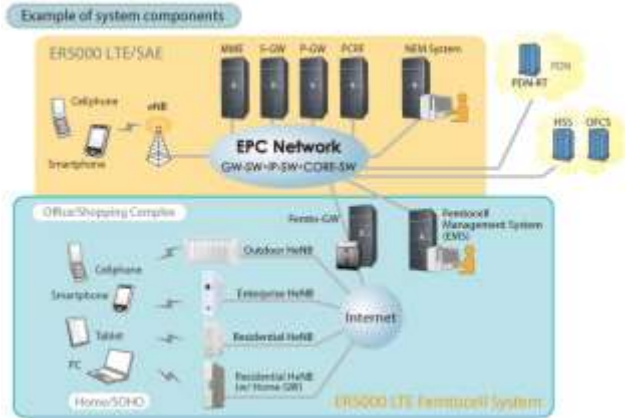 Example of system components
ER5000 LTE/SAE
MME
S-GW
P-GW
PCRF
NEM System
PDN
PDN-RT
Cellphone
eNB
Smartphone
HSS
OFCS
EPC Network
GW-SW•IP-SW•CORE-SW
Office/Shopping Complex
Femto-GW
Femtocell
Management System
(EMS)
Outdoor HeNB
Cellphone
Smartphone
Enterprise HeNB
Internet
Tablet
Residential HeNB
PC
Residential HeNB
(w/ Home GW)
Home/SOHO
ER5000 LTE Femtocell System